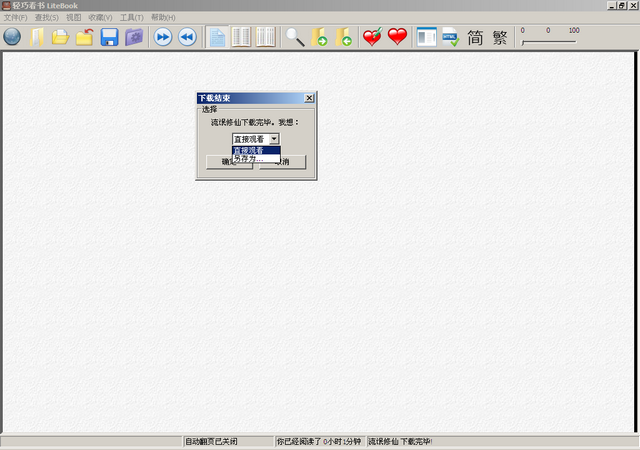 轻巧看书 LiteBook
文件(F) 查找(S) 视图 收藏(V) 工具(T) 帮助(H)
HTML 简 繁 0 0 100
下载结束
选择
流氓修仙下载完毕。我想：
直接观看
直接观看
另存为...
确定 取消
自动翻页已关闭 你已经阅读了 0小时1分钟 流氓修仙 下载完毕!